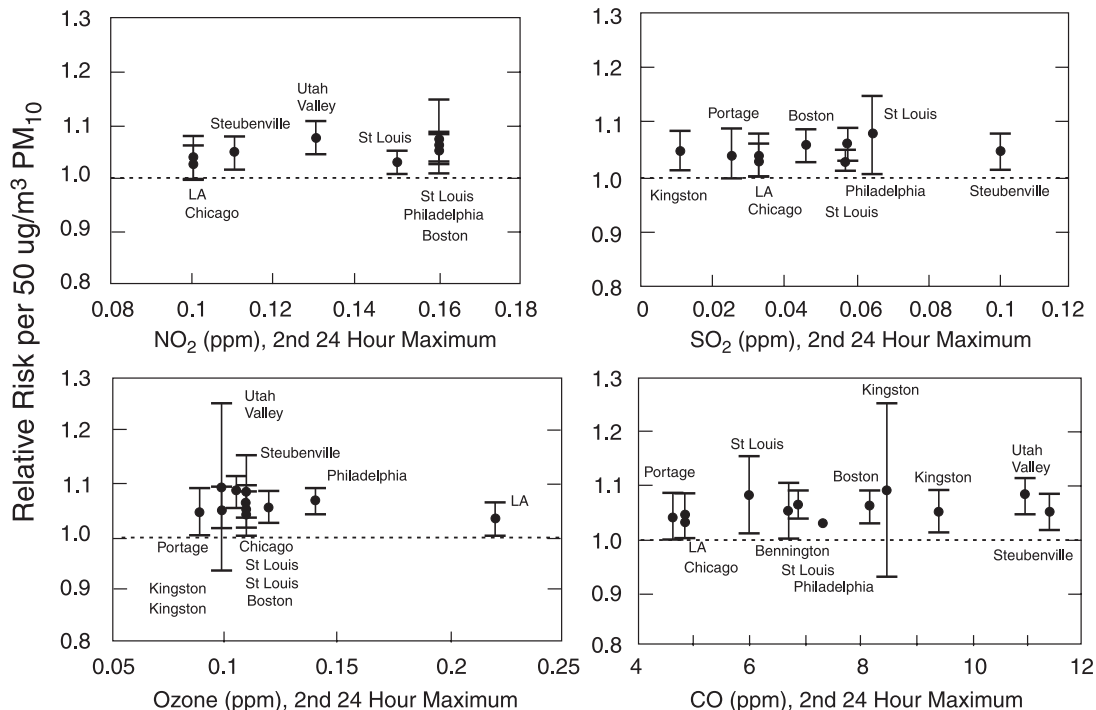 Relative Risk per 50 ug/m³ PM₁₀
1.3
1.2
1.1
1.0
0.9
0.8
Utah
Valley
Steubenville
St Louis
LA
Chicago
St Louis
Philadelphia
Boston
0.1
0.12
0.14
0.16
0.18
NO₂ (ppm), 2nd 24 Hour Maximum
1.3
1.2
1.1
1.0
0.9
0.8
Portage
Boston
St Louis
Kingston
LA
Chicago
Philadelphia
St Louis
Steubenville
0
0.02
0.04
0.06
0.08
0.1
0.12
SO₂ (ppm), 2nd 24 Hour Maximum
1.3
1.2
1.1
1.0
0.9
0.8
Utah
Valley
Steubenville
Philadelphia
LA
Portage
Chicago
St Louis
St Louis
Boston
Kingston
Kingston
0.05
0.1
0.15
0.2
0.25
Ozone (ppm), 2nd 24 Hour Maximum
1.3
1.2
1.1
1.0
0.9
0.8
Kingston
St Louis
Portage
Boston
Kingston
Utah
Valley
LA
Chicago
Bennington
St Louis
Philadelphia
Steubenville
4
6
8
10
12
CO (ppm), 2nd 24 Hour Maximum